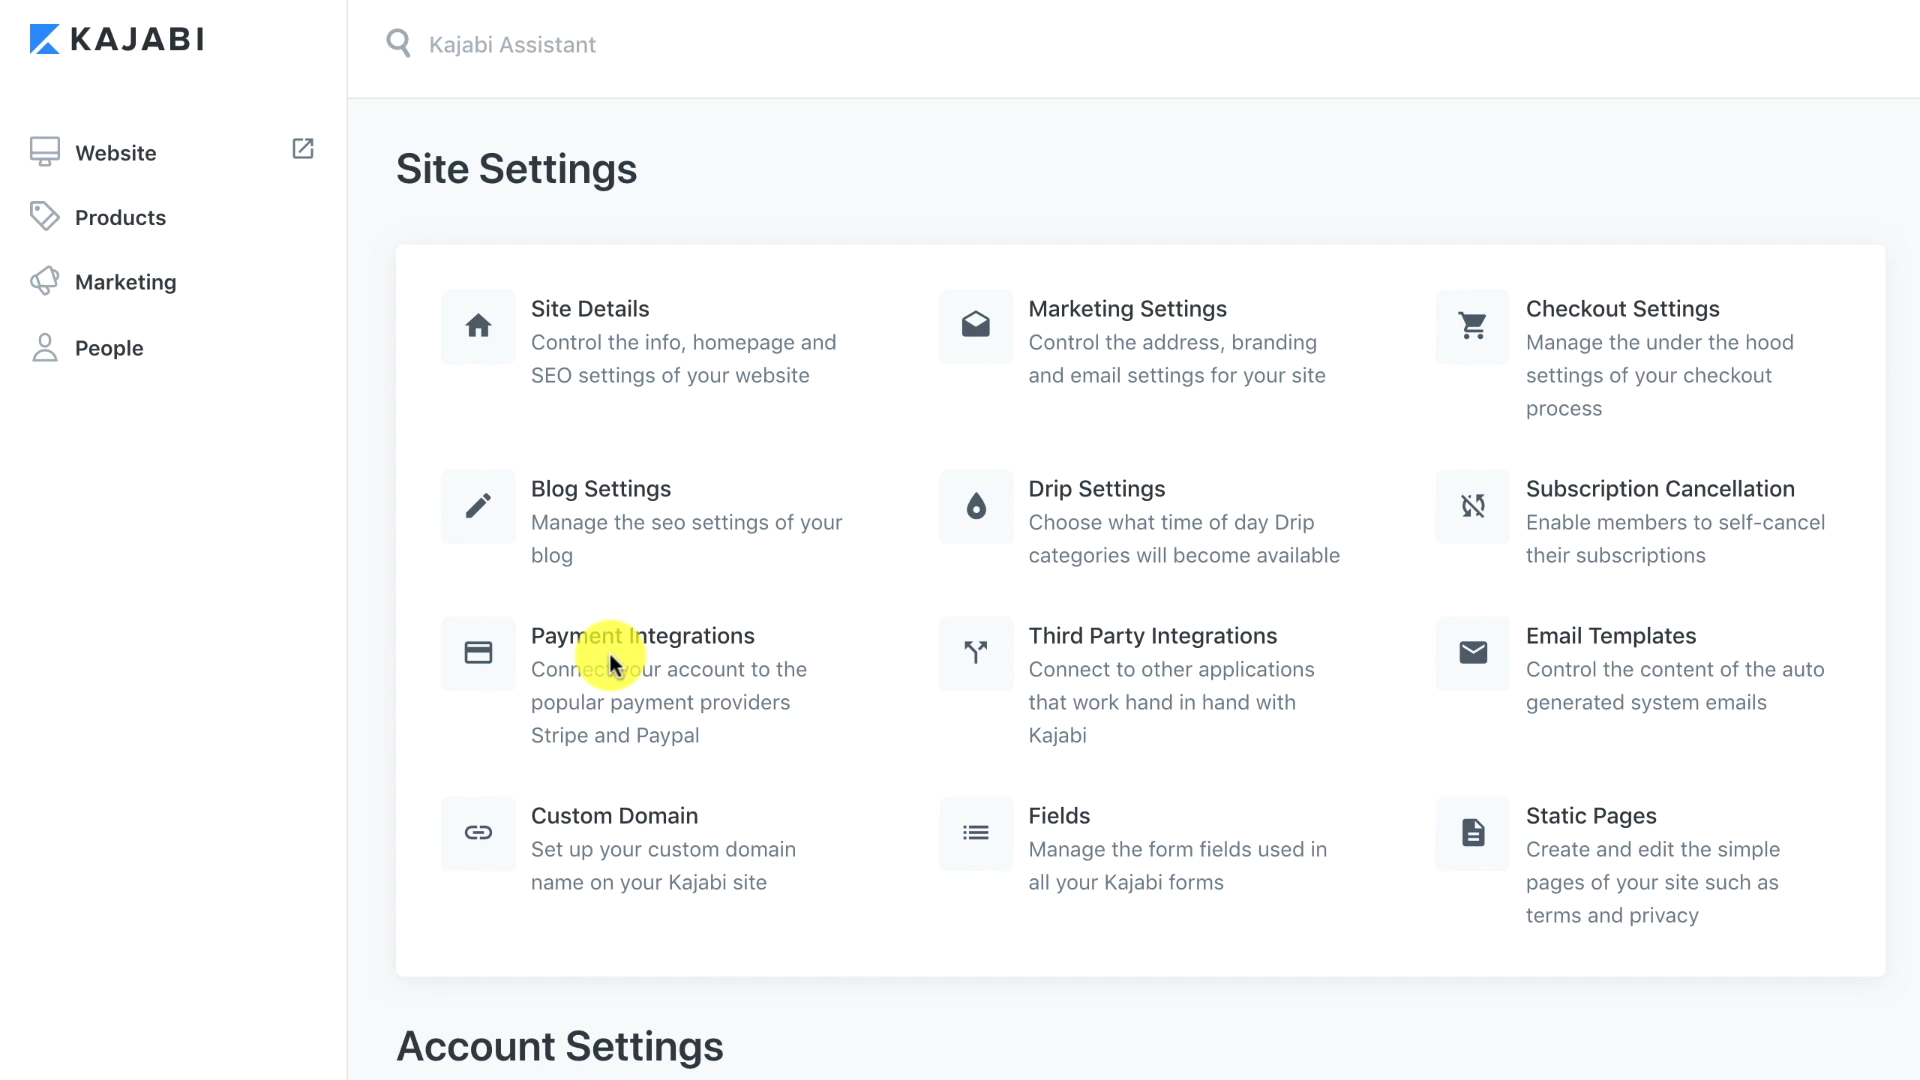 KAJABI
Kajabi Assistant
Website
Products
Marketing
People
Site Settings
Site Details
Control the info, homepage and
SEO settings of your website
Marketing Settings
Control the address, branding
and email settings for your site
Checkout Settings
Manage the under the hood
settings of your checkout
process
Blog Settings
Manage the seo settings of your
blog
Drip Settings
Choose what time of day Drip
categories will become available
Subscription Cancellation
Enable members to self-cancel
their subscriptions
Payment Integrations
Connect your account to the
popular payment providers
Stripe and Paypal
Third Party Integrations
Connect to other applications
that work hand in hand with
Kajabi
Email Templates
Control the content of the auto
generated system emails
Custom Domain
Set up your custom domain
name on your Kajabi site
Fields
Manage the form fields used in
all your Kajabi forms
Static Pages
Create and edit the simple
pages of your site such as
terms and privacy
Account Settings